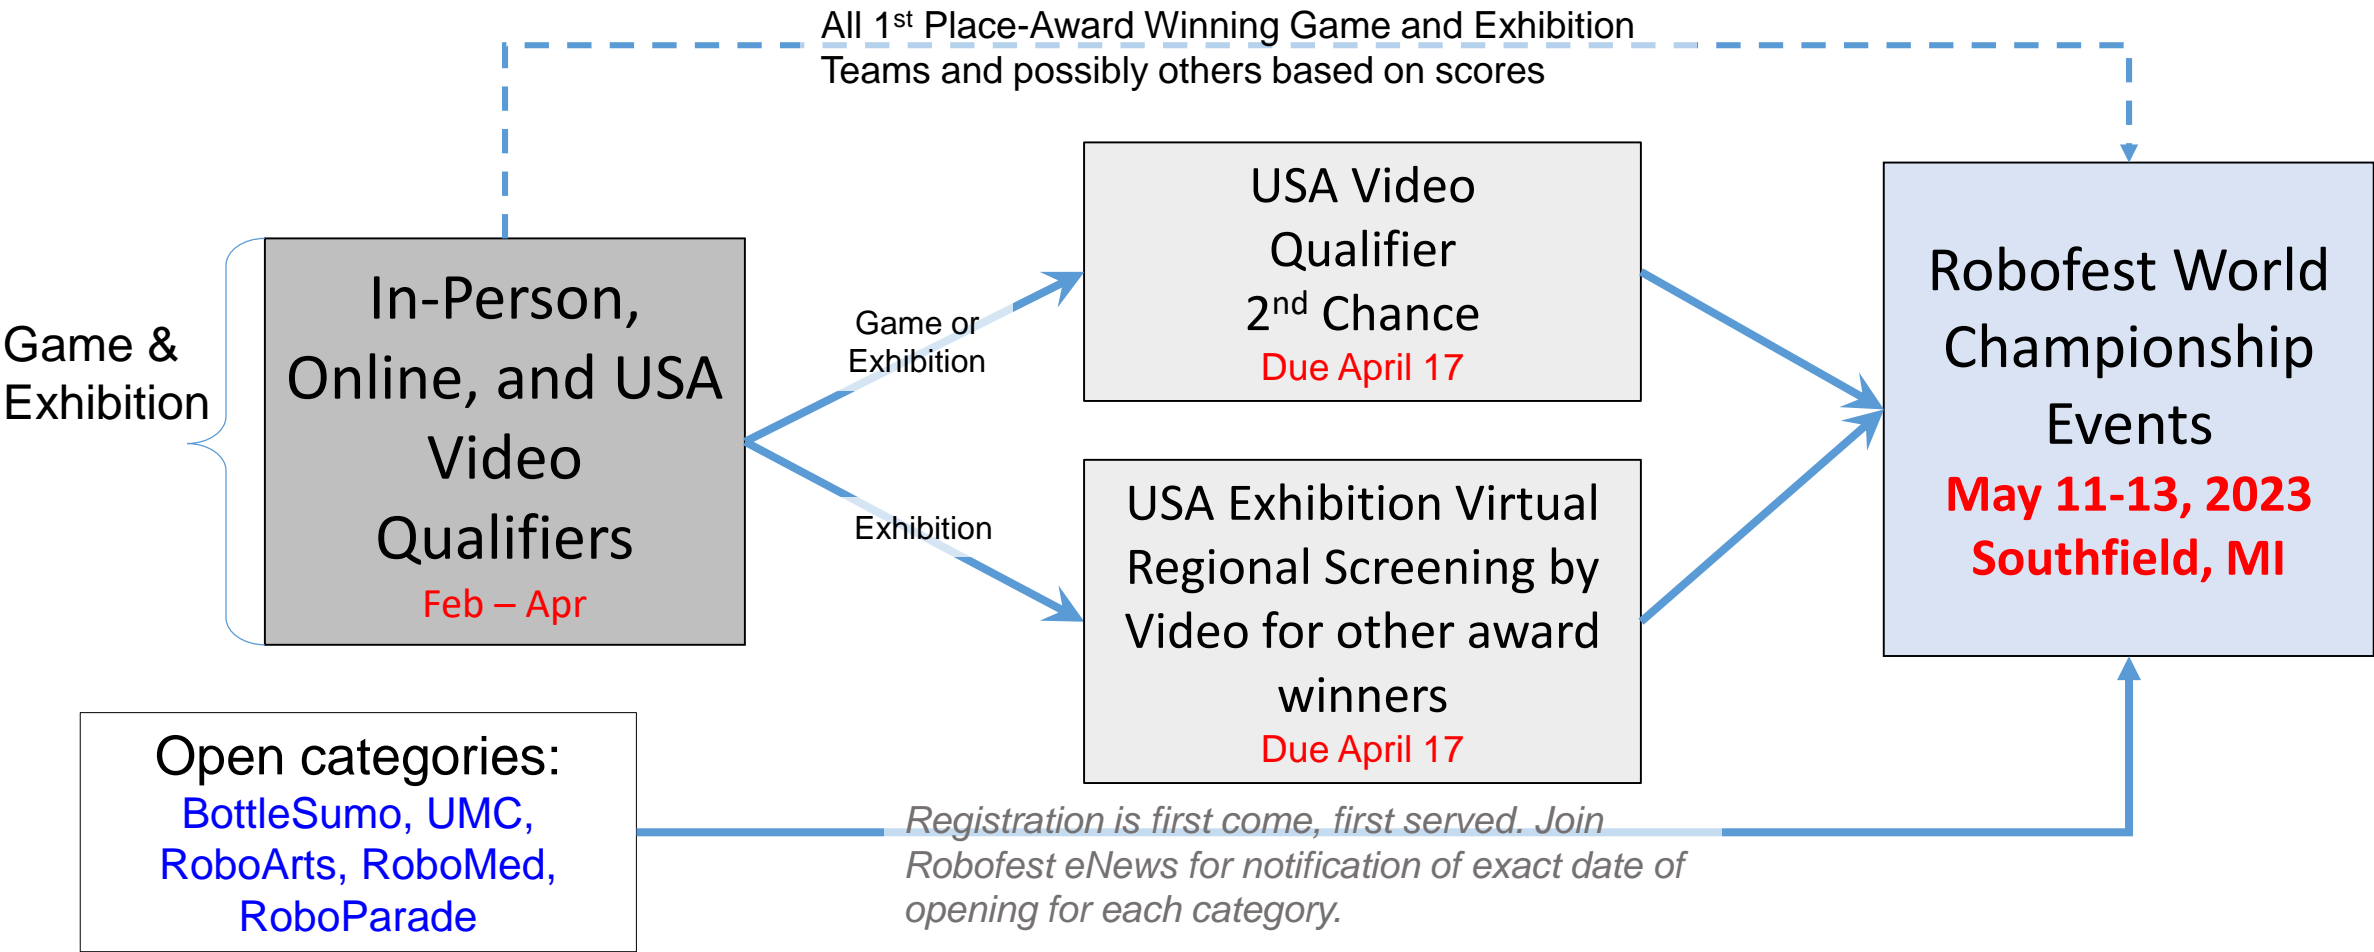 All 1st Place-Award Winning Game and Exhibition
Teams and possibly others based on scores
Game &
Exhibition
In-Person,
Online, and USA
Video
Qualifiers
Feb – Apr
Game or
Exhibition
Exhibition
USA Video
Qualifier
2nd Chance
Due April 17
USA Exhibition Virtual
Regional Screening by
Video for other award
winners
Due April 17
Robofest World
Championship
Events
May 11-13, 2023
Southfield, MI
Open categories:
BottleSumo, UMC,
RoboArts, RoboMed,
RoboParade
Registration is first come, first served. Join
Robofest eNews for notification of exact date of
opening for each category.